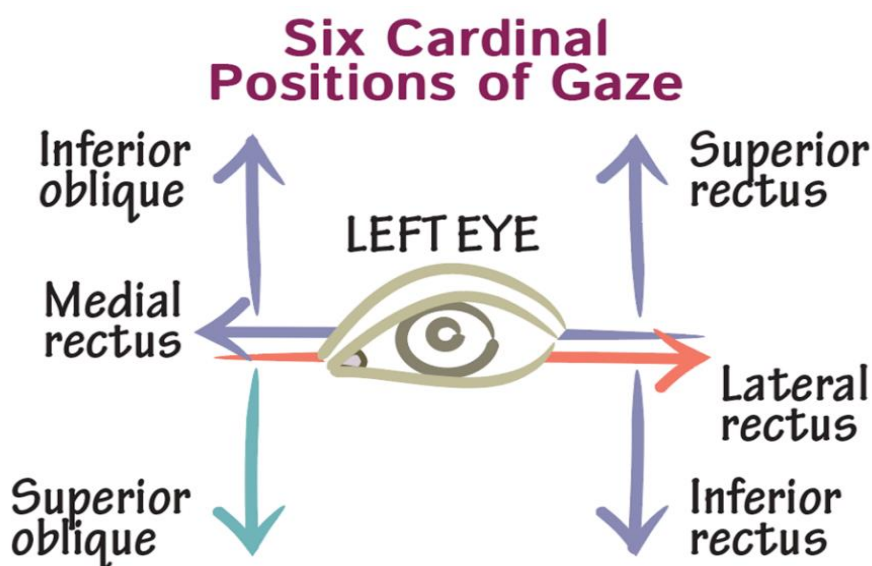 Six Cardinal
Positions of Gaze
Inferior
oblique
Superior
rectus
LEFT EYE
Medial
rectus
Lateral
rectus
Superior
oblique
Inferior
rectus